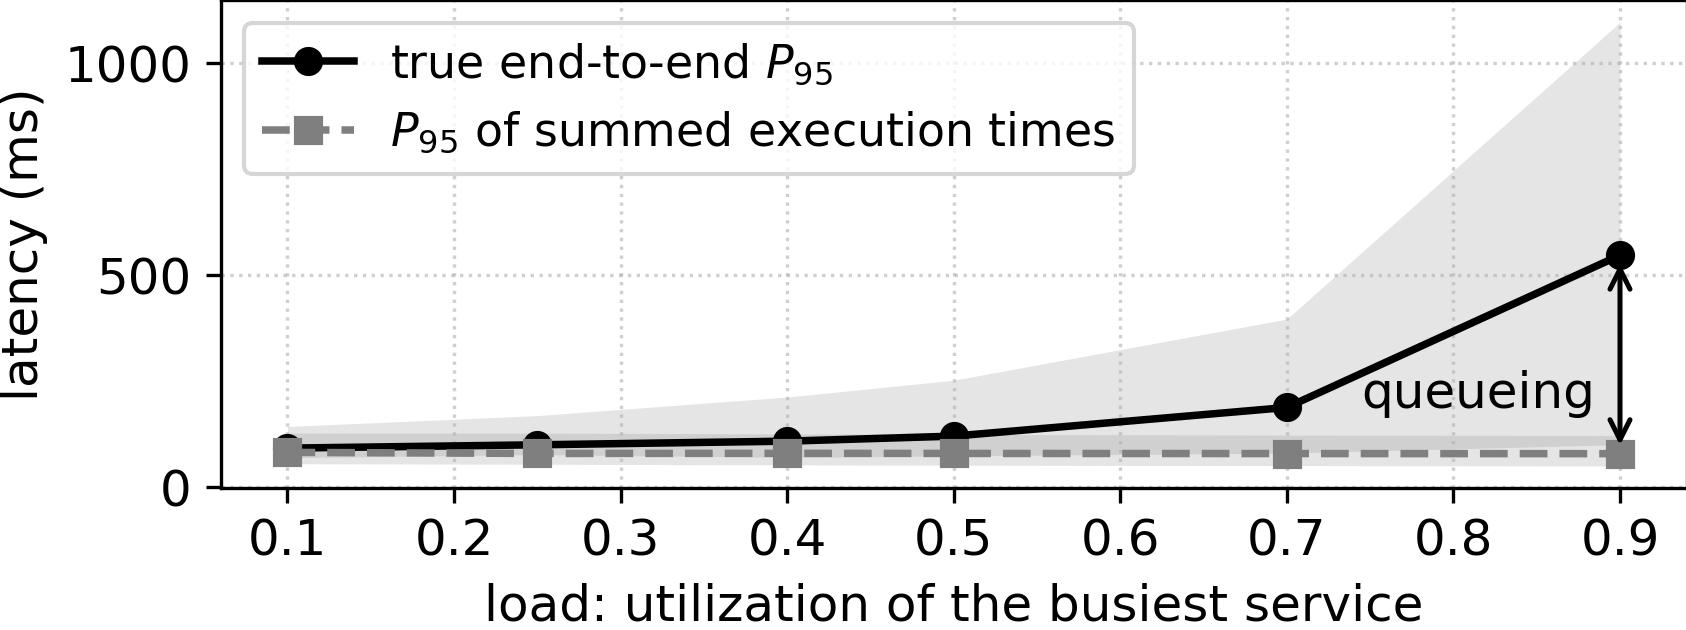 true end-to-end P95
P95 of summed execution times
latency (ms)
1000
500
0
queueing
0.1 0.2 0.3 0.4 0.5 0.6 0.7 0.8 0.9
load: utilization of the busiest service